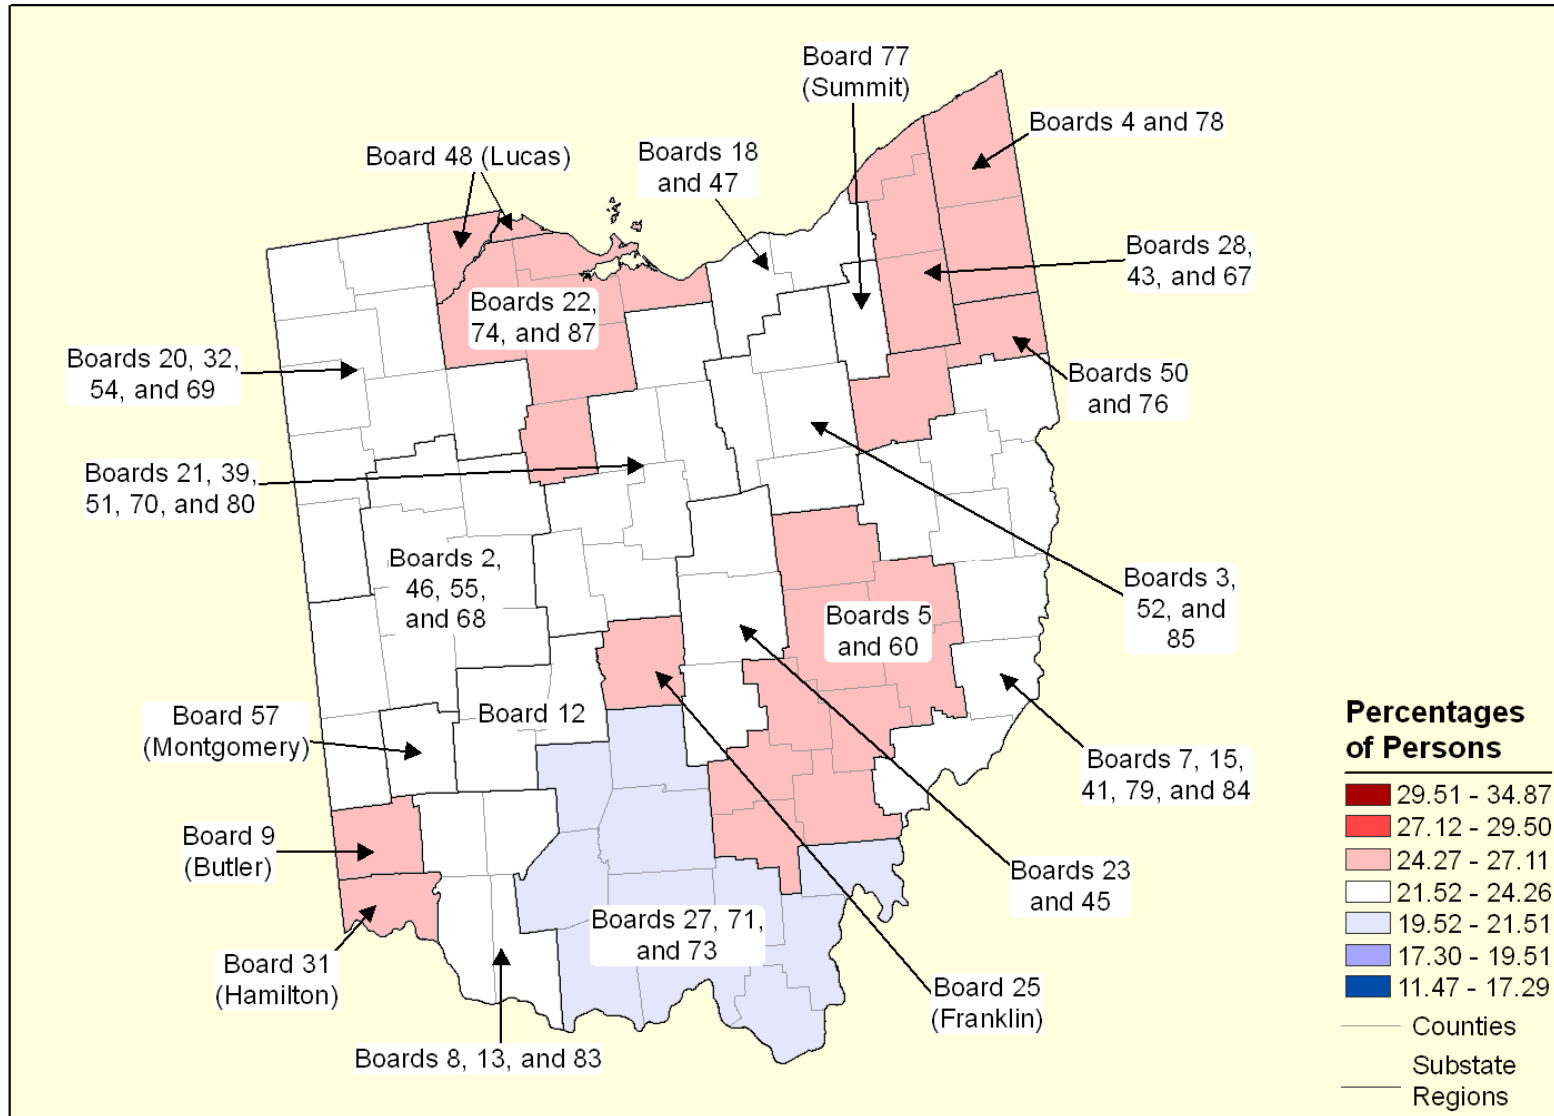 Board 77
(Summit)
Boards 4 and 78
Board 48 (Lucas)
Boards 18
and 47
Boards 28,
43, and 67
Boards 22,
74, and 87
Boards 20, 32,
54, and 69
Boards 50
and 76
Boards 21, 39,
51, 70, and 80
Boards 2,
46, 55,
and 68
Boards 3,
52, and
85
Boards 5
and 60
Board 57
(Montgomery)
Board 12
Boards 7, 15,
41, 79, and 84
Board 9
(Butler)
Boards 23
and 45
Boards 27, 71,
and 73
Board 31
(Hamilton)
Board 25
(Franklin)
Boards 8, 13, and 83
Percentages
of Persons
29.51 - 34.87
27.12 - 29.50
24.27 - 27.11
21.52 - 24.26
19.52 - 21.51
17.30 - 19.51
11.47 - 17.29
Counties
Substate
Regions